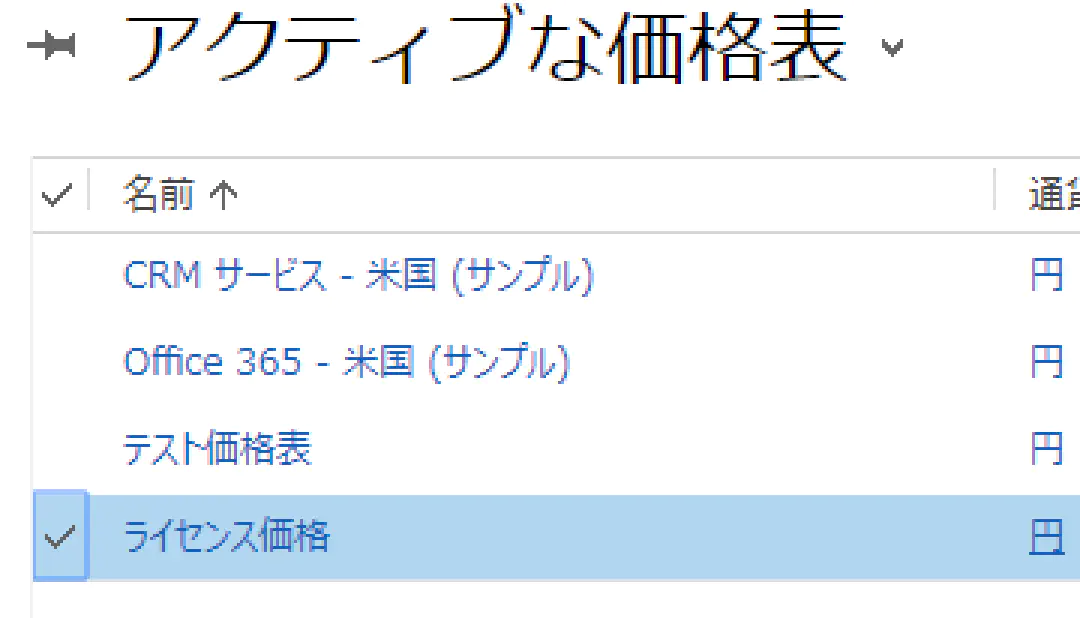 アクティブな価格表
名前 ↑
CRM サービス - 米国 (サンプル) 円
Office 365 - 米国 (サンプル) 円
テスト価格表 円
ライセンス価格 円